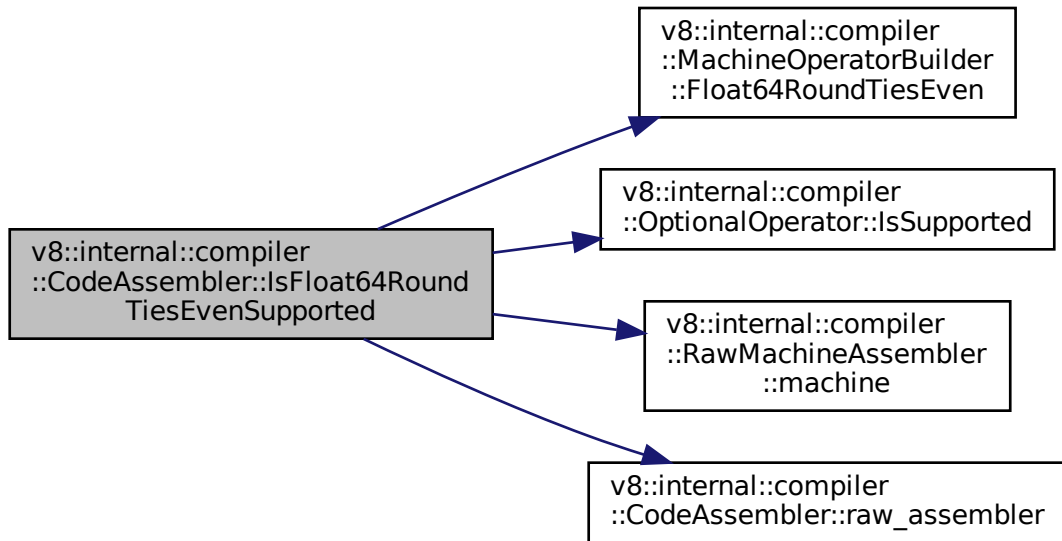 v8::internal::compiler
::MachineOperatorBuilder
::Float64RoundTiesEven
v8::internal::compiler
::OptionalOperator::IsSupported
v8::internal::compiler
::CodeAssembler::IsFloat64Round
TiesEvenSupported
v8::internal::compiler
::RawMachineAssembler
::machine
v8::internal::compiler
::CodeAssembler::raw_assembler